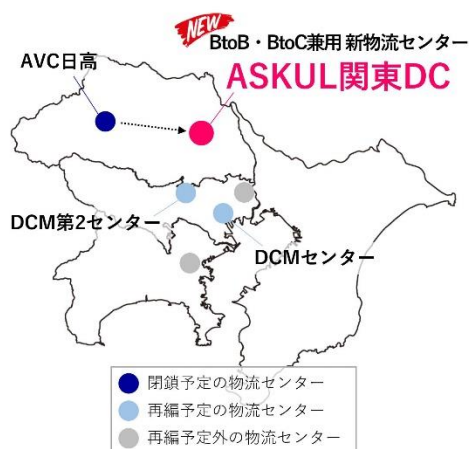 NEW
BtoB・BtoC兼用 新物流センター
AVC日高
ASKUL関東DC
DCM第2センター
DCMセンター
閉鎖予定の物流センター
再編予定の物流センター
再編予定外の物流センター